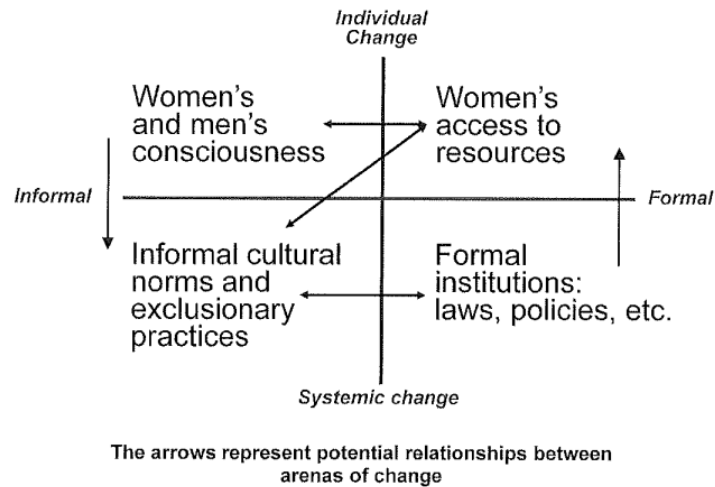 Individual
Change
Women's
and men's
consciousness
Women's
access to
resources
Informal
Formal
Informal cultural
norms and
exclusionary
practices
Formal
institutions:
laws, policies, etc.
Systemic change
The arrows represent potential relationships between
arenas of change